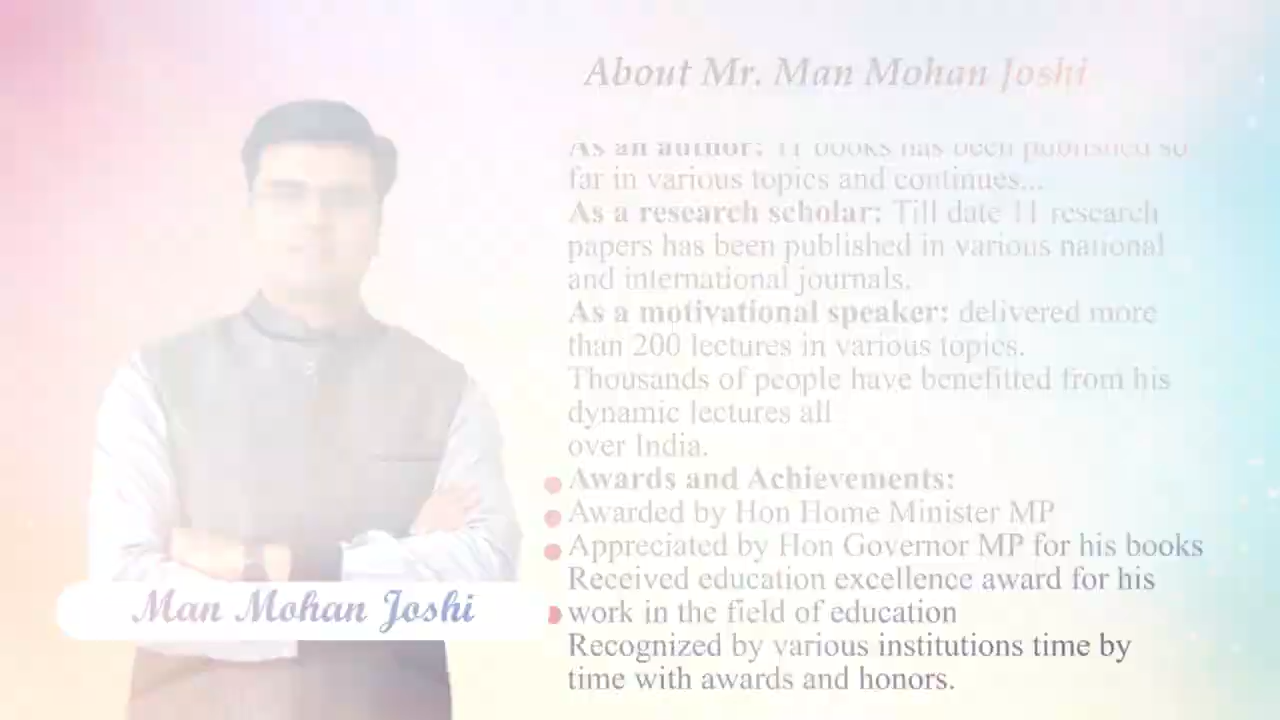 About Mr. Man Mohan Joshi
As an author: 11 books has been published so
far in various topics and continues...
As a research scholar: Till date 11 research
papers has been published in various national
and international journals.
As a motivational speaker: delivered more
than 200 lectures in various topics.
Thousands of people have benefitted from his
dynamic lectures all
over India.
Awards and Achievements:
Awarded by Hon Home Minister MP
Appreciated by Hon Governor MP for his books
Received education excellence award for his
work in the field of education
Recognized by various institutions time by
time with awards and honors.
Man Mohan Joshi